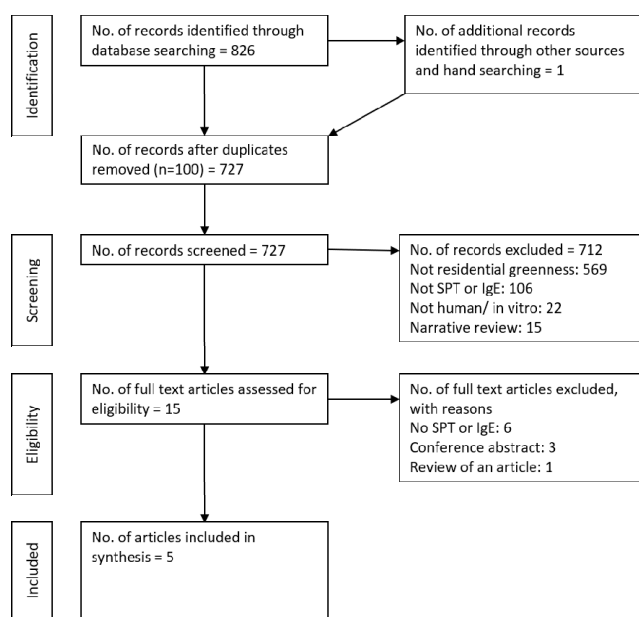 Identification
No. of records identified through
database searching = 826
No. of additional records
identified through other sources
and hand searching = 1
No. of records after duplicates
removed (n=100) = 727
Screening
No. of records screened = 727
No. of records excluded = 712
Not residential greenness: 569
Not SPT or IgE: 106
Not human/ in vitro: 22
Narrative review: 15
Eligibility
No. of full text articles assessed for
eligibility = 15
No. of full text articles excluded,
with reasons
No SPT or IgE: 6
Conference abstract: 3
Review of an article: 1
Included
No. of articles included in
synthesis = 5